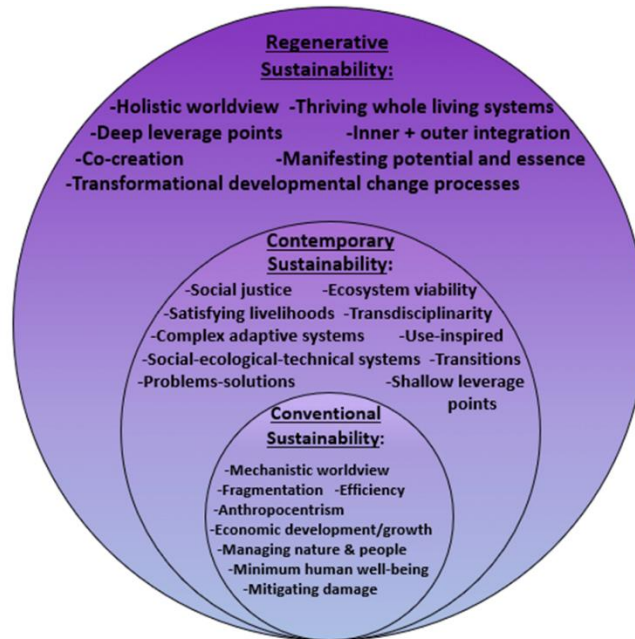 Regenerative
Sustainability:
-Holistic worldview -Thriving whole living systems
-Deep leverage points -Inner + outer integration
-Co-creation -Manifesting potential and essence
-Transformational developmental change processes
Contemporary
Sustainability:
-Social justice -Ecosystem viability
-Satisfying livelihoods -Transdisciplinarity
-Complex adaptive systems -Use-inspired
-Social-ecological-technical systems -Transitions
-Problems-solutions -Shallow leverage
points
Conventional
Sustainability:
-Mechanistic worldview
-Fragmentation -Efficiency
-Anthropocentrism
-Economic development/growth
-Managing nature & people
-Minimum human well-being
-Mitigating damage